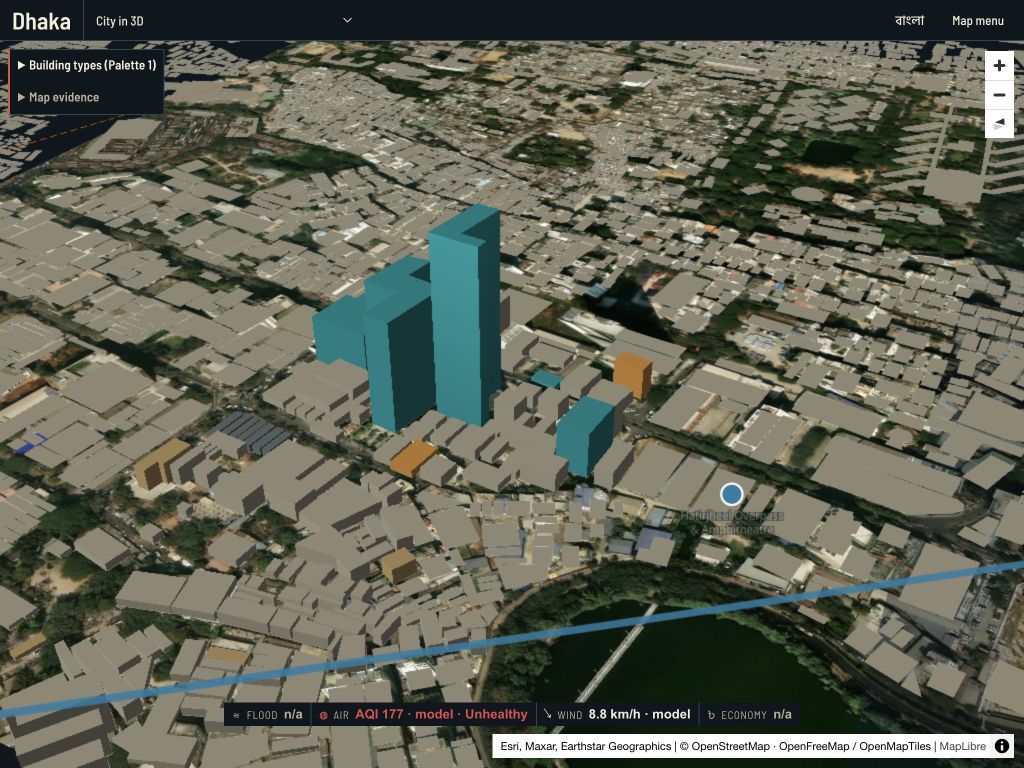 Dhaka
City in 3D
বাংলা
Map menu
▶ Building types (Palette 1)
▶ Map evidence
Hatirjheel Overpass
& Amphitheatre
≈ FLOOD n/a
AIR AQI 177 · model · Unhealthy
WIND 8.8 km/h · model
ECONOMY n/a
Esri, Maxar, Earthstar Geographics | © OpenStreetMap · OpenFreeMap / OpenMapTiles | MapLibre